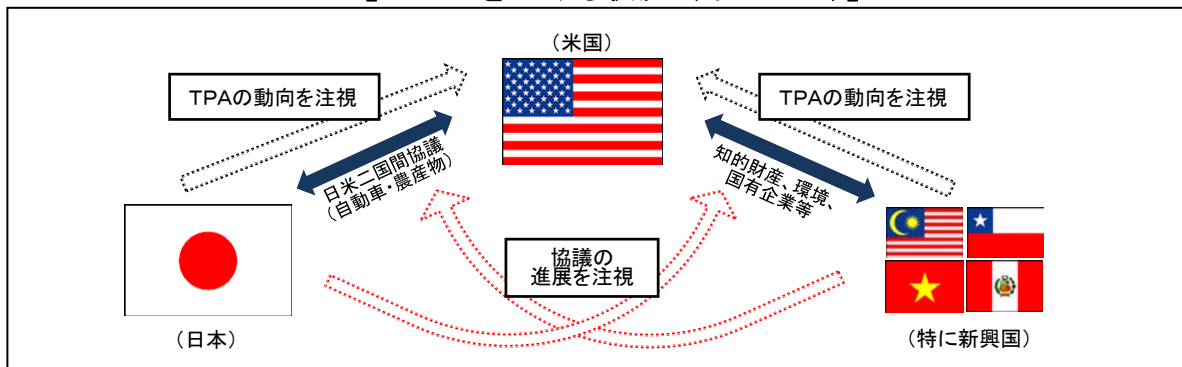 （米国）
TPAの動向を注視
TPAの動向を注視
日米二国間協議
（自動車・農産物）
知的財産、環境、
国有企業等
協議の
進展を注視
（日本）
（特に新興国）